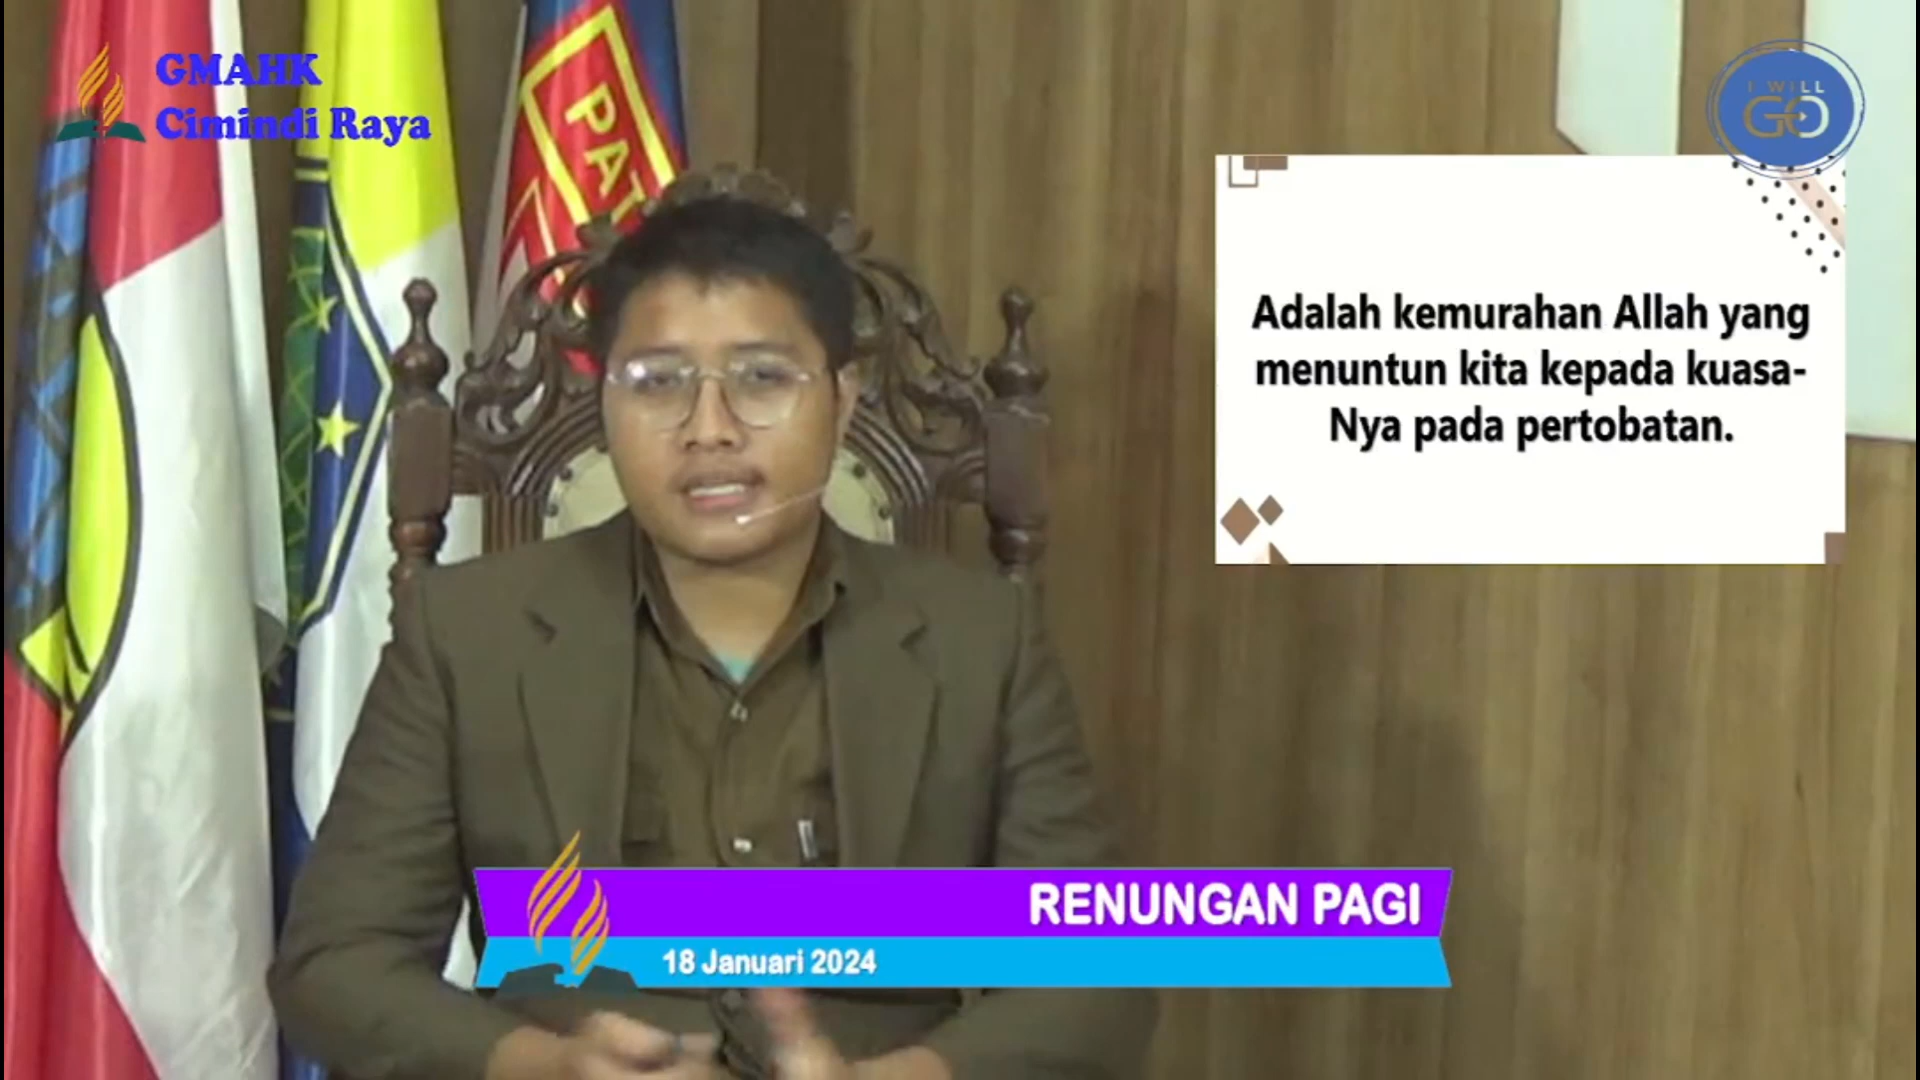 GMAHK
Cimindi Raya
PAT
I WILL
GO
Adalah kemurahan Allah yang
menuntun kita kepada kuasa-
Nya pada pertobatan.
RENUNGAN PAGI
18 Januari 2024